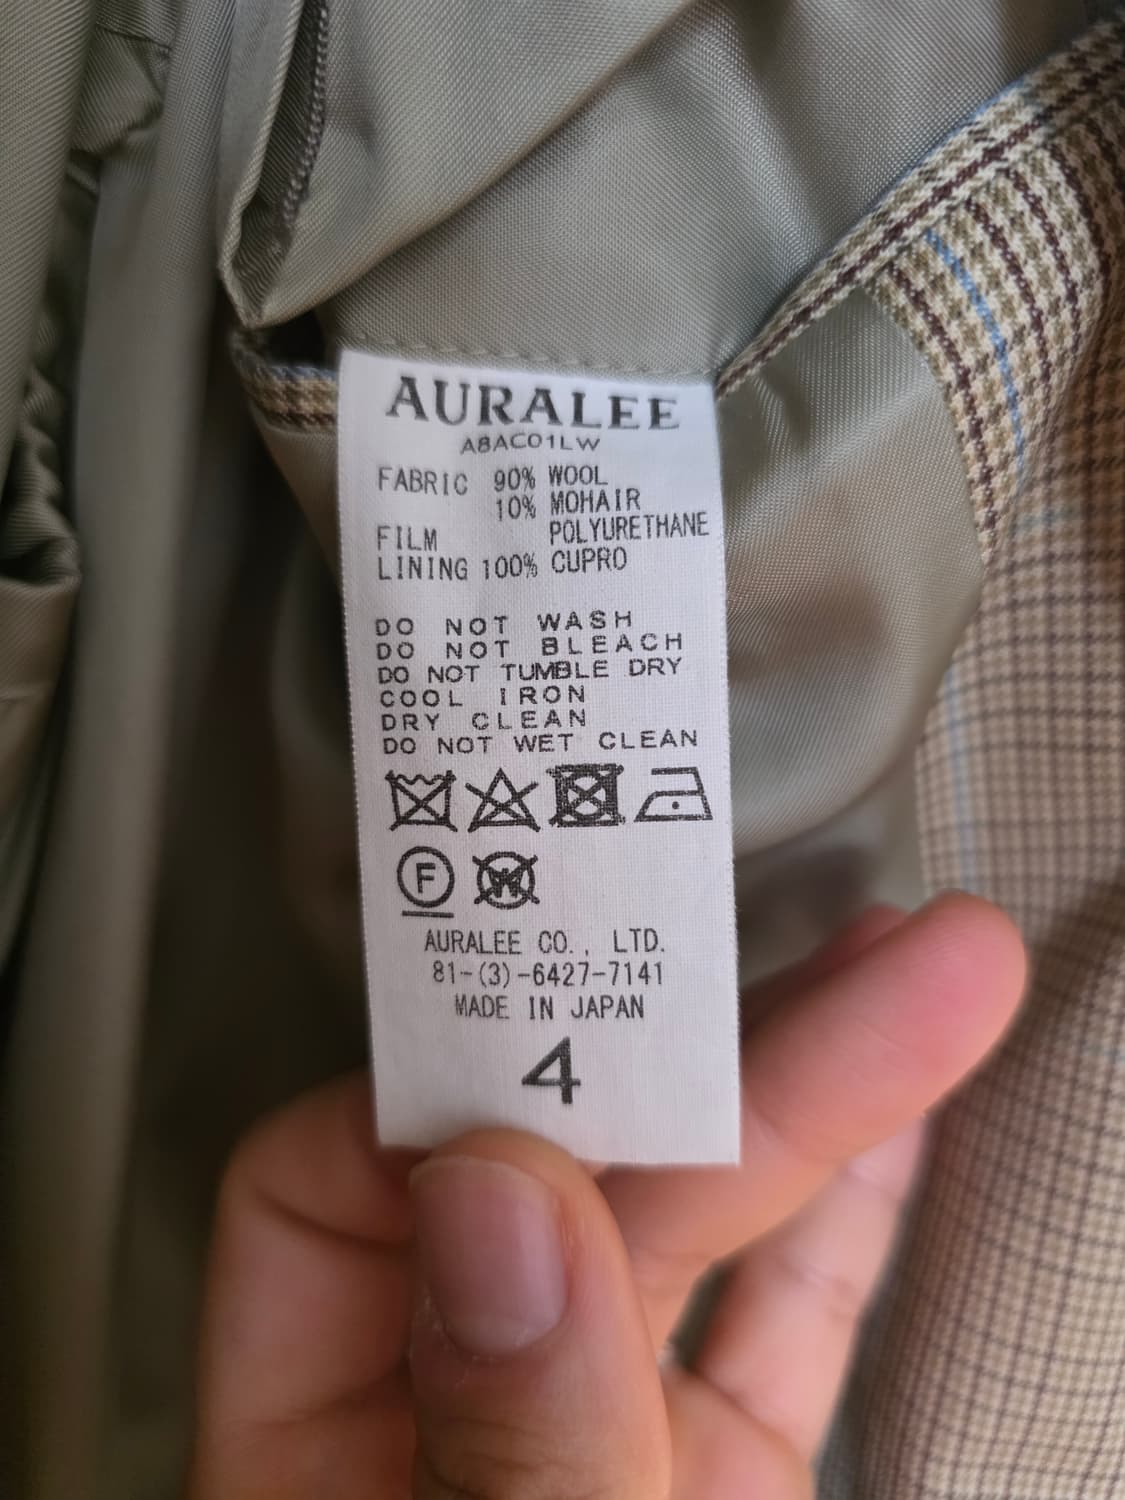 AURALEE
A8AC01LW
FABRIC 90% WOOL
10% MOHAIR
FILM POLYURETHANE
LINING 100% CUPRO
DO NOT WASH
DO NOT BLEACH
DO NOT TUMBLE DRY
COOL IRON
DRY CLEAN
DO NOT WET CLEAN
F W
AURALEE CO., LTD.
81-(3)-6427-7141
MADE IN JAPAN
4